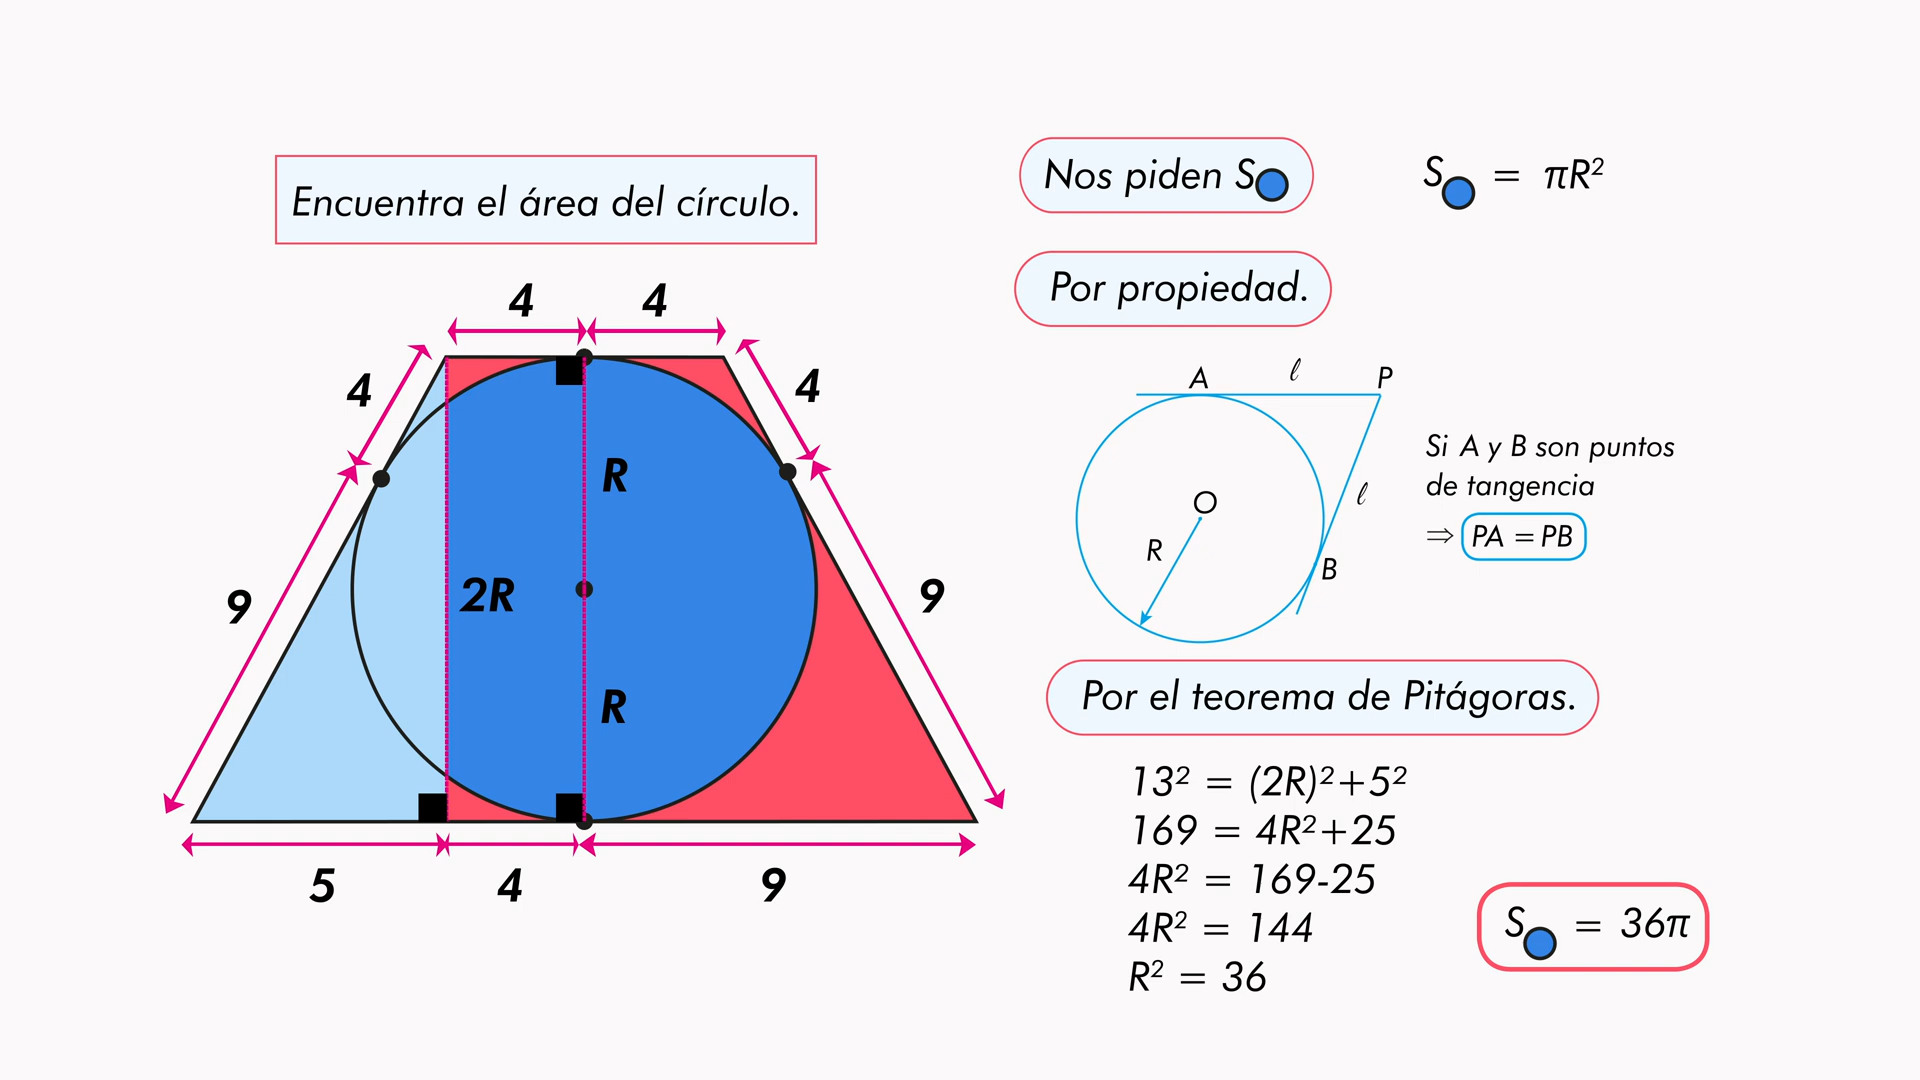 Encuentra el área del círculo.
4 4
4 4
R
9 2R 9
R
5 4 9
Nos piden S
S = πR²
Por propiedad.
A ℓ P
O
R
ℓ
B
Si A y B son puntos
de tangencia
⇒ PA = PB
Por el teorema de Pitágoras.
13² = (2R)²+5²
169 = 4R²+25
4R² = 169-25
4R² = 144
R² = 36
S = 36π